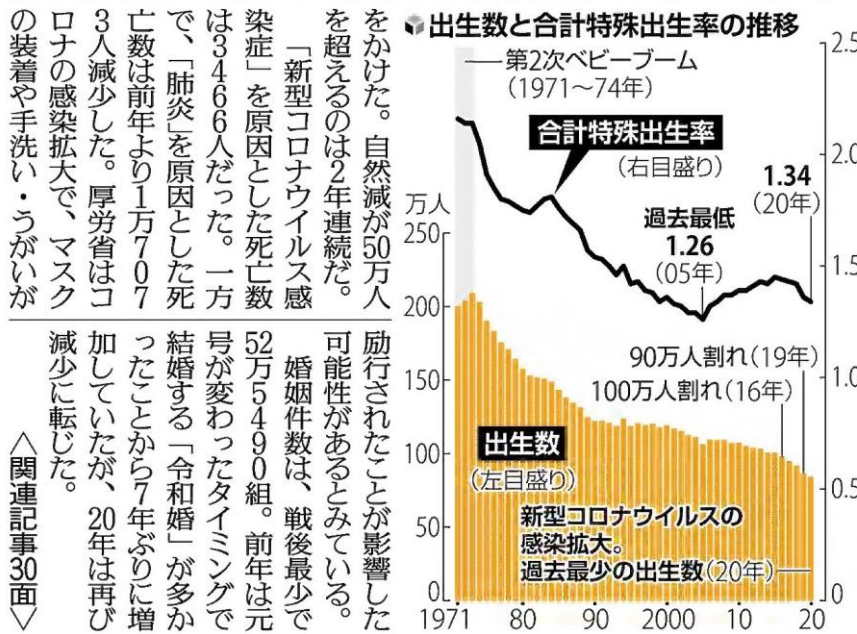 をかけた。自然減が50万人
を超えるのは2年連続だ。
「新型コロナウイルス感
染症」を原因とした死亡数
は3466人だった。一方
で、「肺炎」を原因とした死
亡数は前年より1万707
3人減少した。厚労省はコ
ロナの感染拡大で、マスク
の装着や手洗い・うがいが
励行されたことが影響した
可能性があるとみている。
婚姻件数は、戦後最少で
52万5490組。前年は元
号が変わったタイミングで
結婚する「令和婚」が多か
ったことから7年ぶりに増
加していたが、20年は再び
減少に転じた。
〈関連記事30面〉
出生数と合計特殊出生率の推移
第2次ベビーブーム
(1971〜74年)
合計特殊出生率
(右目盛り)
1.34
(20年)
過去最低
1.26
(05年)
90万人割れ(19年)
100万人割れ(16年)
出生数
(左目盛り)
新型コロナウイルスの
感染拡大。
過去最少の出生数(20年)
万人
250
200
150
100
50
0
2.5
2.0
1.5
1.0
0.5
0
1971 80 90 2000 10 20